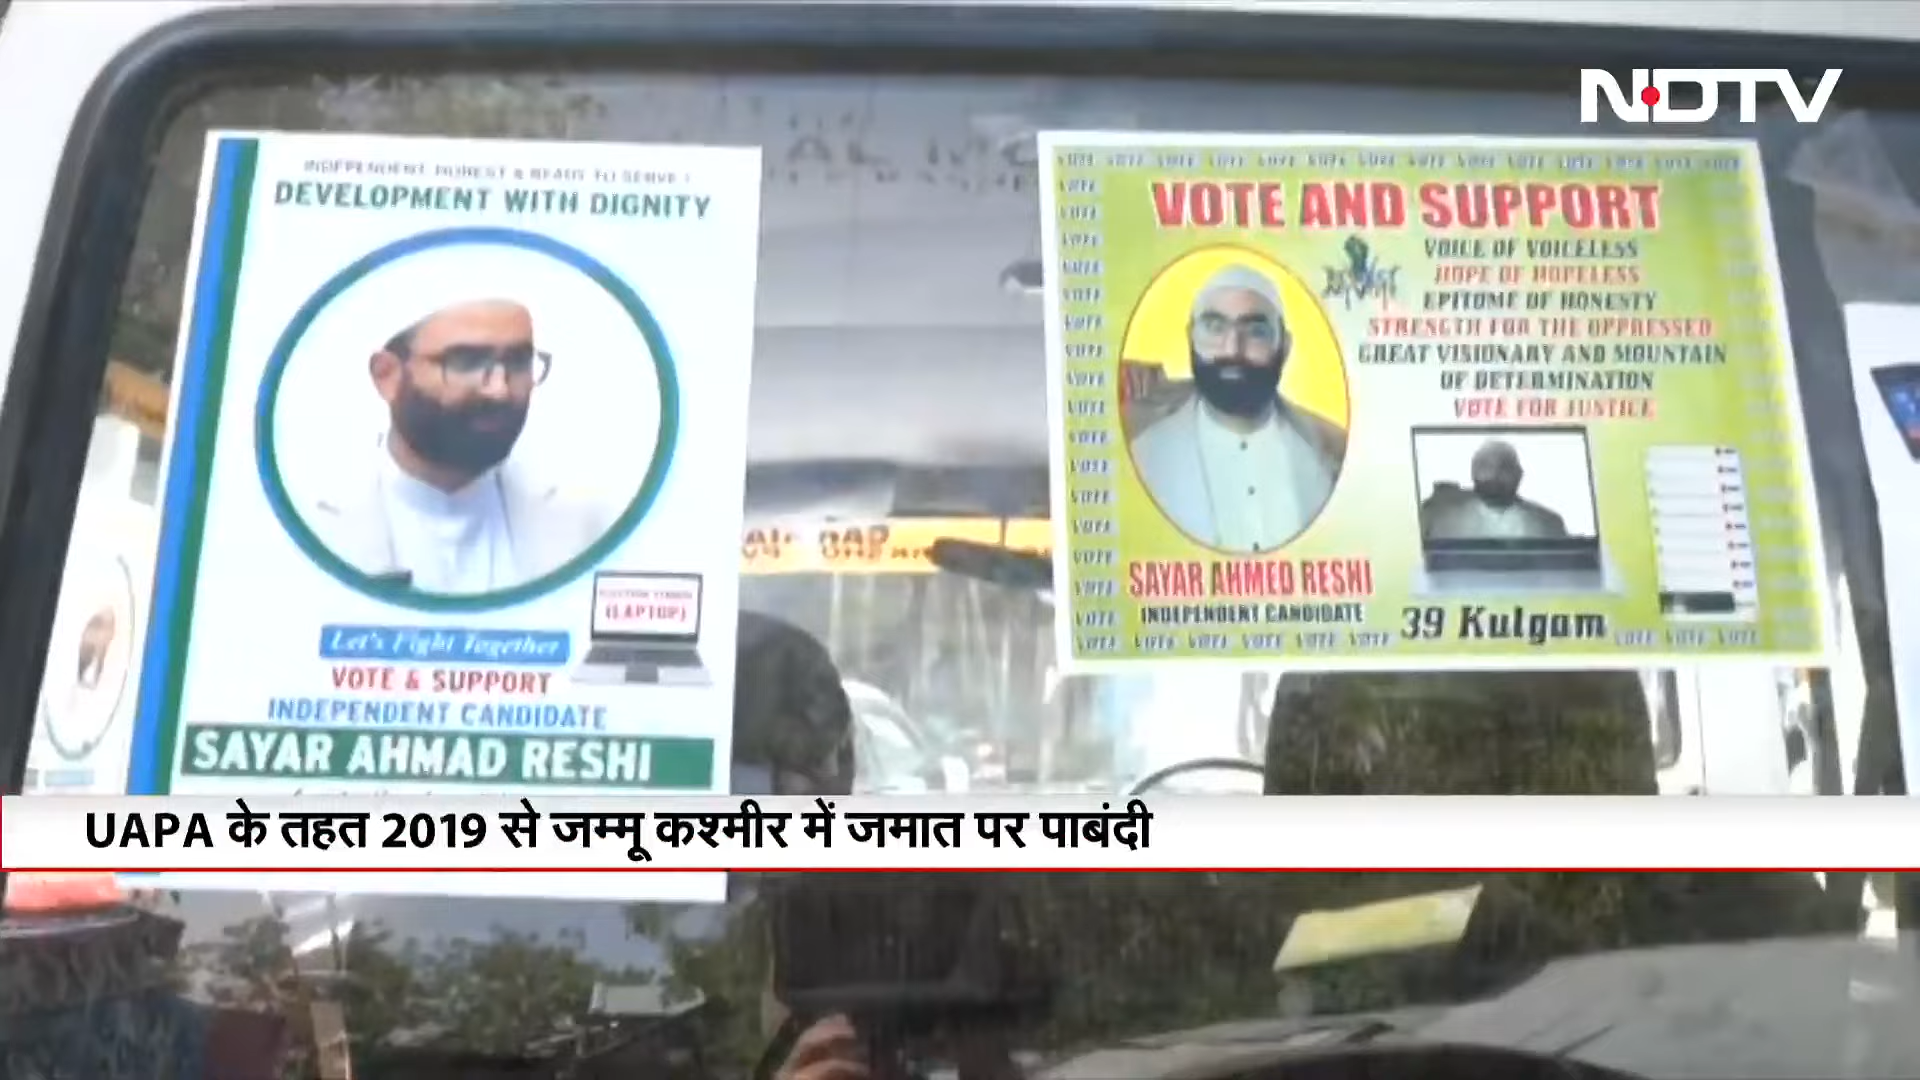 NDTV
INDEPENDENT, HONEST & READY TO SERVE !
DEVELOPMENT WITH DIGNITY
(LAPTOP)
Let's Fight Together
VOTE & SUPPORT
INDEPENDENT CANDIDATE
SAYAR AHMAD RESHI
VOTE AND SUPPORT
VOICE OF VOICELESS
HOPE OF HOPELESS
EPITOME OF HONESTY
STRENGTH FOR THE OPPRESSED
GREAT VISIONARY AND MOUNTAIN
OF DETERMINATION
VOTE FOR JUSTICE
SAYAR AHMED RESHI
INDEPENDENT CANDIDATE
39 Kulgam
UAPA के तहत 2019 से जम्मू कश्मीर में जमात पर पाबंदी